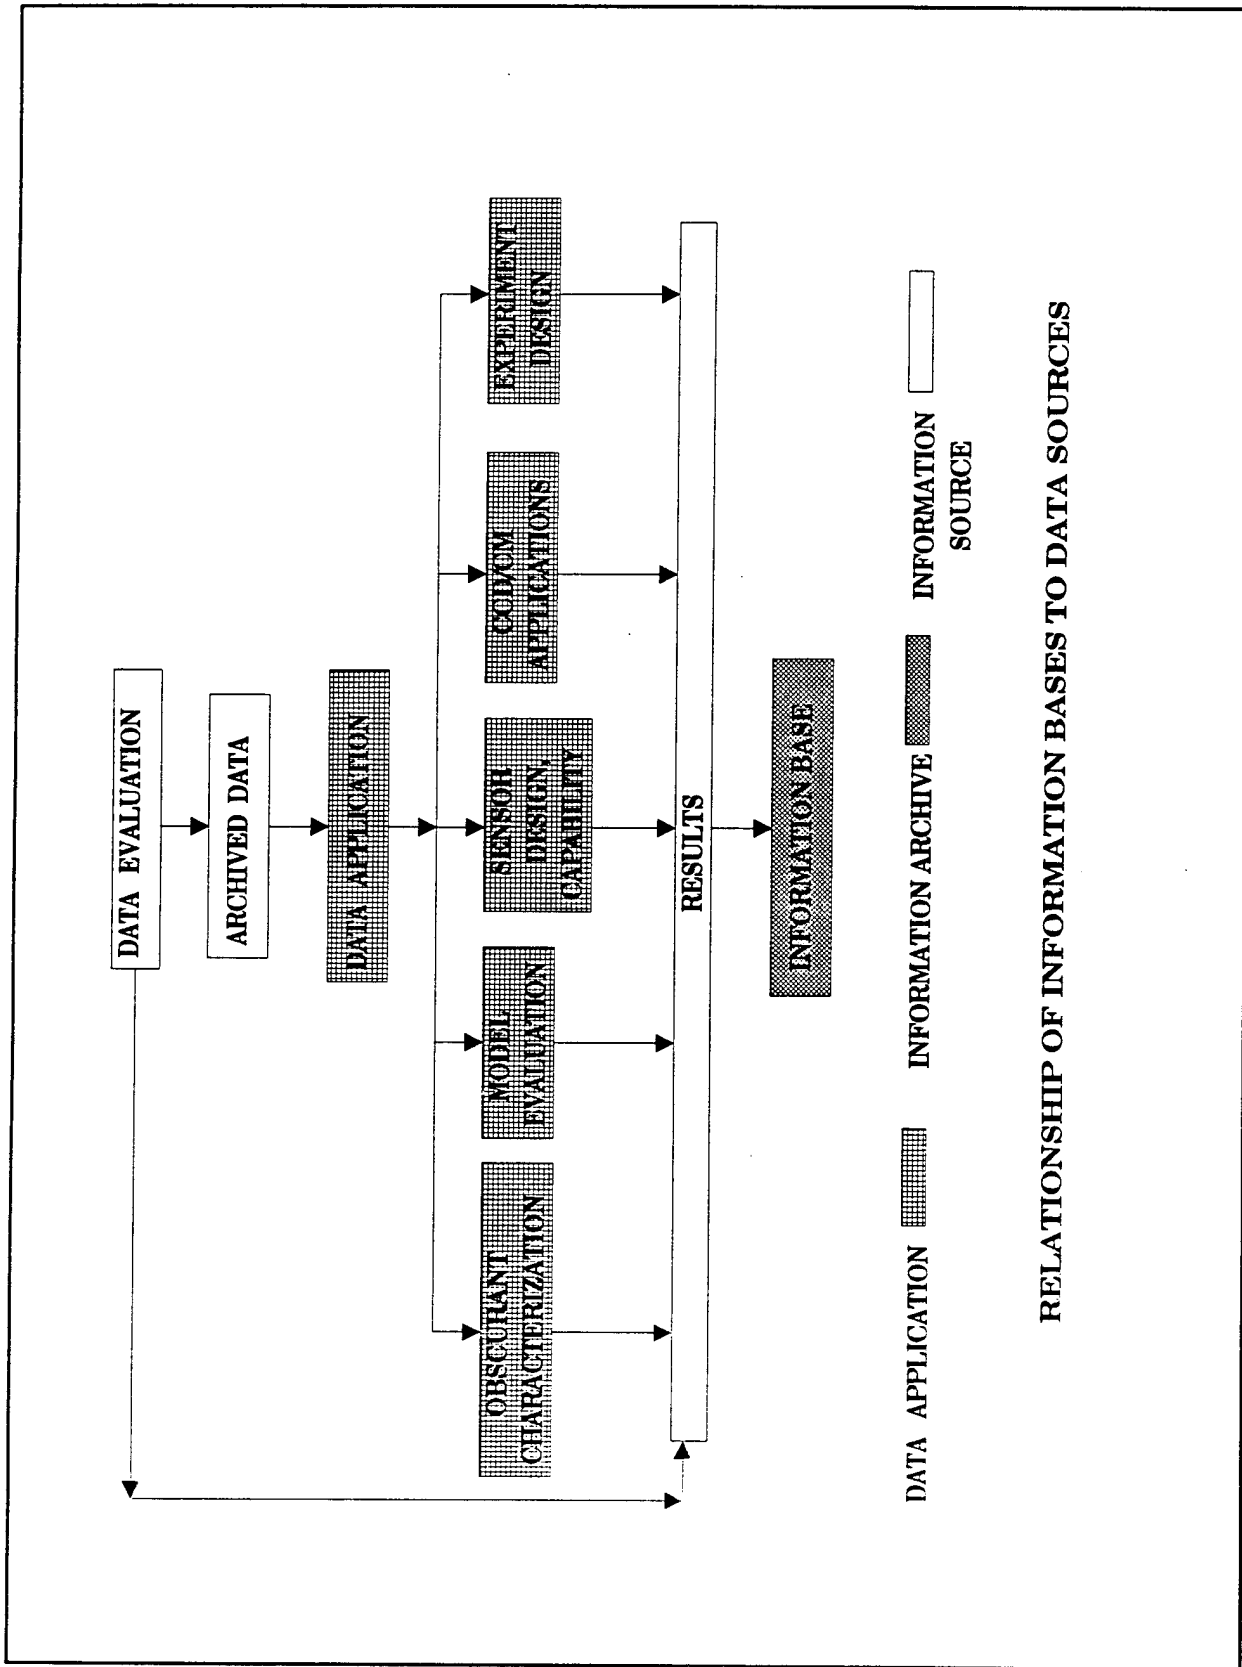 DATA EVALUATION
ARCHIVED DATA
DATA APPLICATION
OBSCURANT
CHARACTERIZATION
MODEL
EVALUATION
SENSOR
DESIGN,
CAPABILITY
CCD/CM
APPLICATIONS
EXPERIMENT
DESIGN
RESULTS
INFORMATION BASE
DATA APPLICATION
INFORMATION ARCHIVE
INFORMATION
SOURCE
RELATIONSHIP OF INFORMATION BASES TO DATA SOURCES